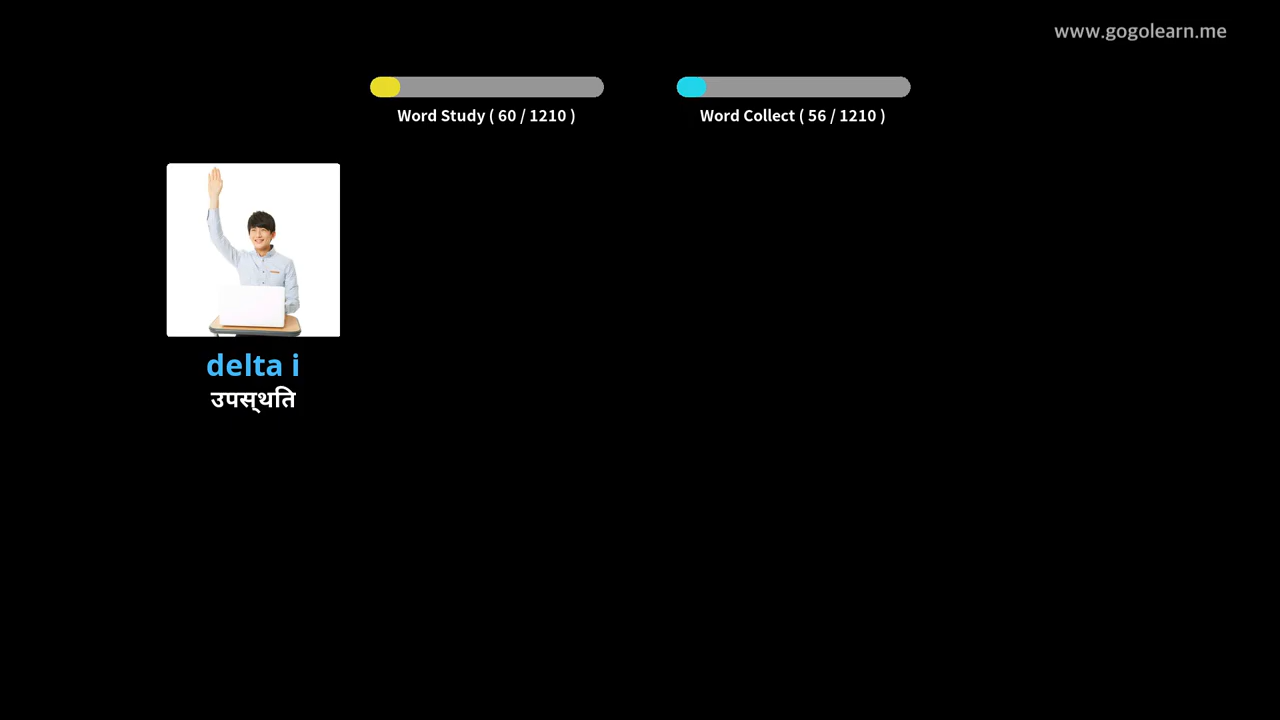 www.gogolearn.me
Word Study ( 60 / 1210 )
Word Collect ( 56 / 1210 )
delta i
उपस्थति